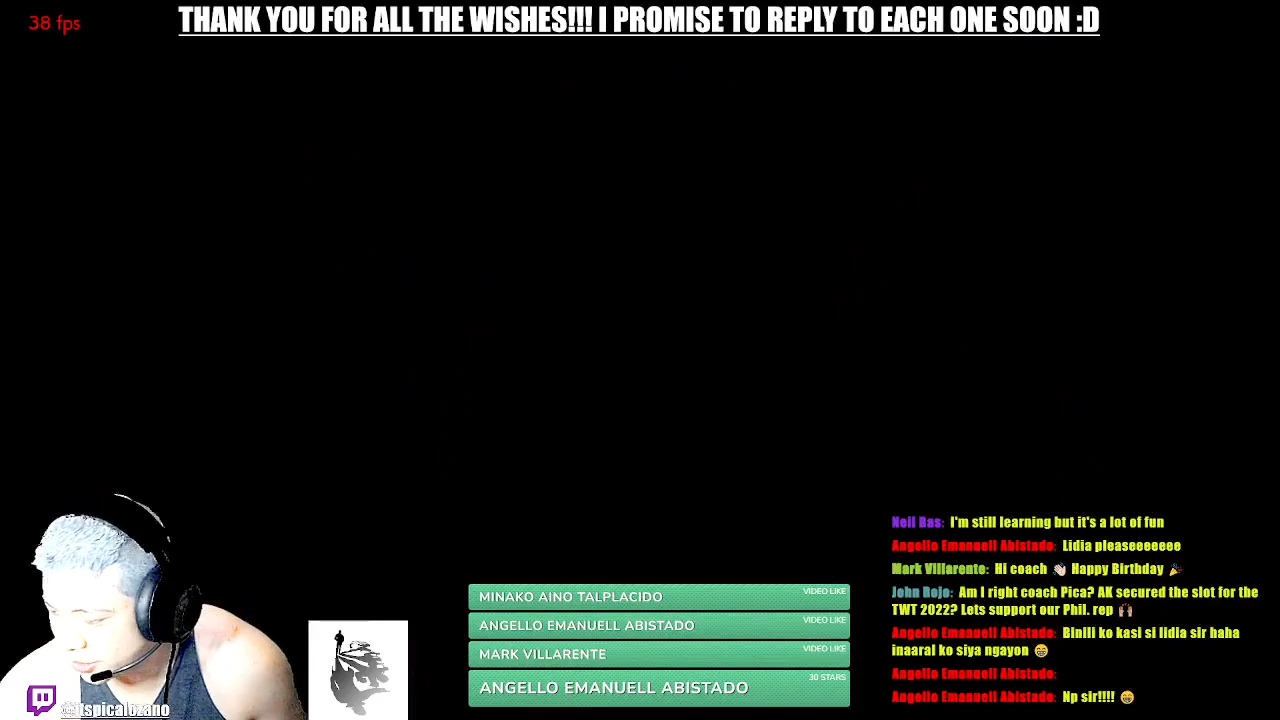 38 fps
THANK YOU FOR ALL THE WISHES!!! I PROMISE TO REPLY TO EACH ONE SOON :D
Neil Bas: I'm still learning but it's a lot of fun
Angello Emanuell Abistado: Lidia pleaseeeeeee
Mark Villarente: Hi coach 👏🏻 Happy Birthday 🎉
John Rojo: Am I right coach Pica? AK secured the slot for the
TWT 2022? Lets support our Phil. rep 🙌🏼
Angello Emanuell Abistado: Binili ko kasi si lidia sir haha
inaaral ko siya ngayon 😁
Angello Emanuell Abistado:
Angello Emanuell Abistado: Np sir!!!! 😁
MINAKO AINO TALPLACIDO VIDEO LIKE
ANGELLO EMANUELL ABISTADO VIDEO LIKE
MARK VILLARENTE VIDEO LIKE
ANGELLO EMANUELL ABISTADO 30 STARS